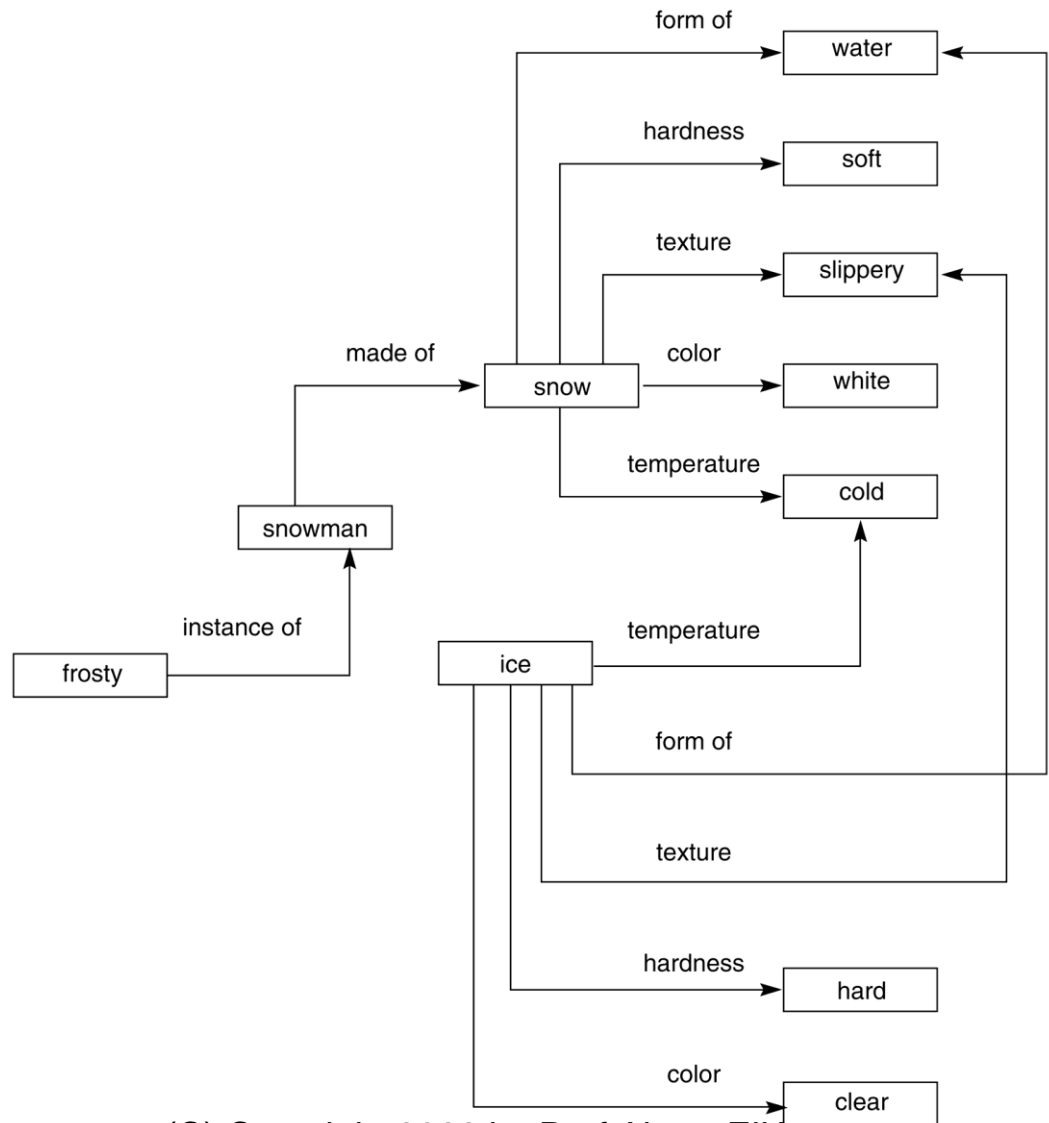 form of
water
hardness
soft
texture
slippery
made of
color
snow
white
temperature
cold
snowman
instance of
temperature
frosty
ice
form of
texture
hardness
hard
color
clear